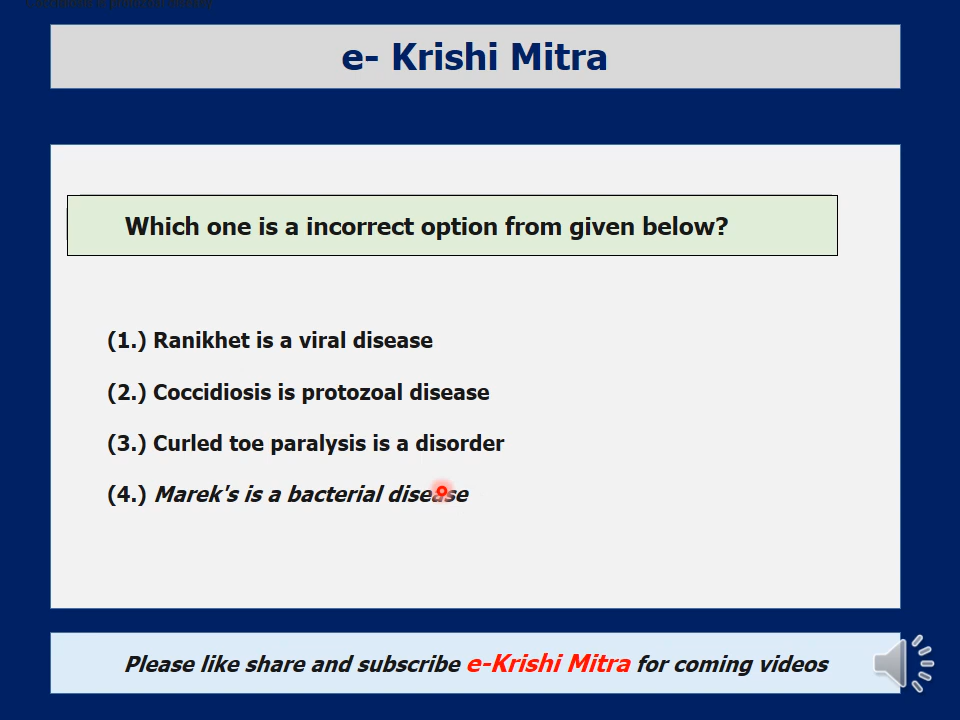 e- Krishi Mitra
Which one is a incorrect option from given below?
(1.) Ranikhet is a viral disease
(2.) Coccidiosis is protozoal disease
(3.) Curled toe paralysis is a disorder
(4.) Marek's is a bacterial disease
Please like share and subscribe e-Krishi Mitra for coming videos